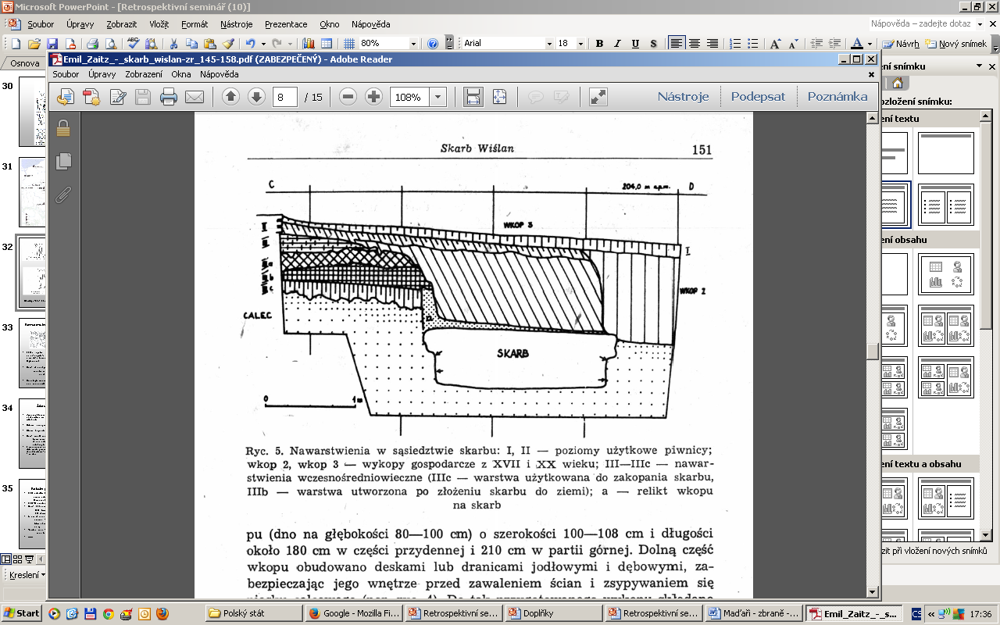 Microsoft PowerPoint - [Retrospektivní seminář (10)]
Soubor Úpravy Zobrazit Vložit Formát Nástroje Prezentace Okno Nápověda
Nápověda – zadejte dotaz
80% Arial 18 B I U S Návrh Nový snímek
Osnova
30
31
32
33
34
35
Kreslení
Emil_Zaitz_-_skarb_wislan-zr_145-158.pdf (ZABEZPEČENÝ) - Adobe Reader
Soubor Úpravy Zobrazení Okna Nápověda
8 / 15 108% Nástroje Podepsat Poznámka
Skarb Wiślan 151
C 204,0 m n.p.m. D
WKOP 3
I
II
III
III a
III b
III c
WKOP 2
CALEC
a
SKARB
0 1m
Ryc. 5. Nawarstwienia w sąsiedztwie skarbu: I, II — poziomy użytkowe piwnicy;
wkop 2, wkop 3 — wykopy gospodarcze z XVII i XX wieku; III—IIIc — nawar-
stwienia wczesnośredniowieczne (IIIc — warstwa użytkowana do zakopania skarbu,
IIIb — warstwa utworzona po złożeniu skarbu do ziemi); a — relikt wkopu
na skarb
pu (dno na głębokości 80—100 cm) o szerokości 100—108 cm i długości
około 180 cm w części przydennej i 210 cm w partii górnej. Dolną część
wkopu obudowano deskami lub dranicami jodłowymi i dębowymi, za-
bezpieczając jego wnętrze przed zawaleniem ścian i zsypywaniem się
ení snímku
ozložení snímku:
ení textu
ení obsahu
ení textu a obsahu
zit při vložení nových snímků
Start Polský stát Google - Mozilla Fi... Retrospektivní se... Doplňky Retrospektivní se... Maďaři - zbraně -... Emil_Zaitz_-_s... CS 17:36